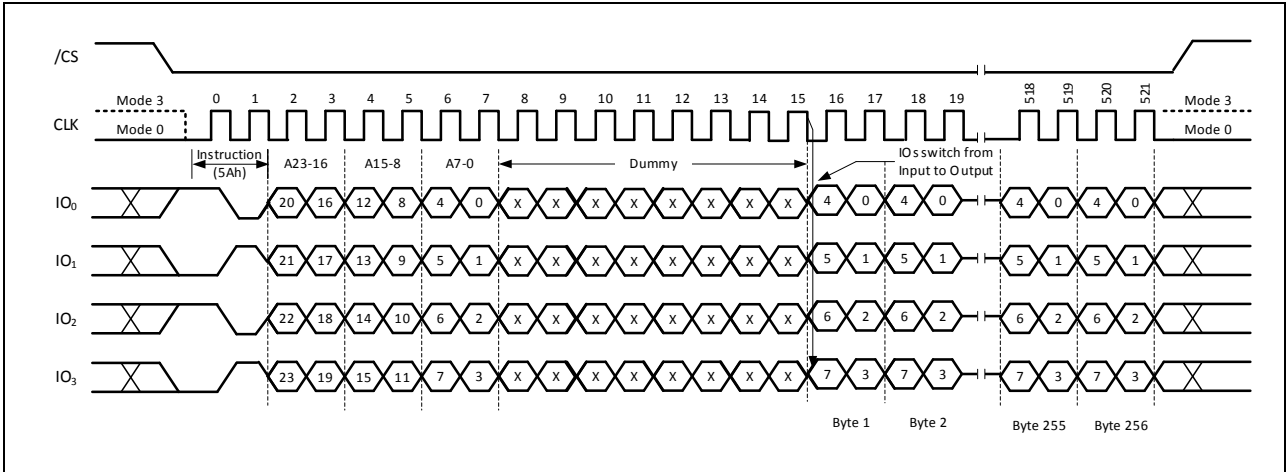 /CS
Mode 3 0 1 2 3 4 5 6 7 8 9 10 11 12 13 14 15 16 17 18 19 518 519 520 521 Mode 3
CLK
Mode 0 Mode 0
Instruction (5Ah) A23-16 A15-8 A7-0 Dummy IOs switch from Input to Output
IO0 20 16 12 8 4 0 X X X X X X X X 4 0 4 0 4 0 4 0
IO1 21 17 13 9 5 1 X X X X X X X X 5 1 5 1 5 1 5 1
IO2 22 18 14 10 6 2 X X X X X X X X 6 2 6 2 6 2 6 2
IO3 23 19 15 11 7 3 X X X X X X X X 7 3 7 3 7 3 7 3
Byte 1 Byte 2 Byte 255 Byte 256